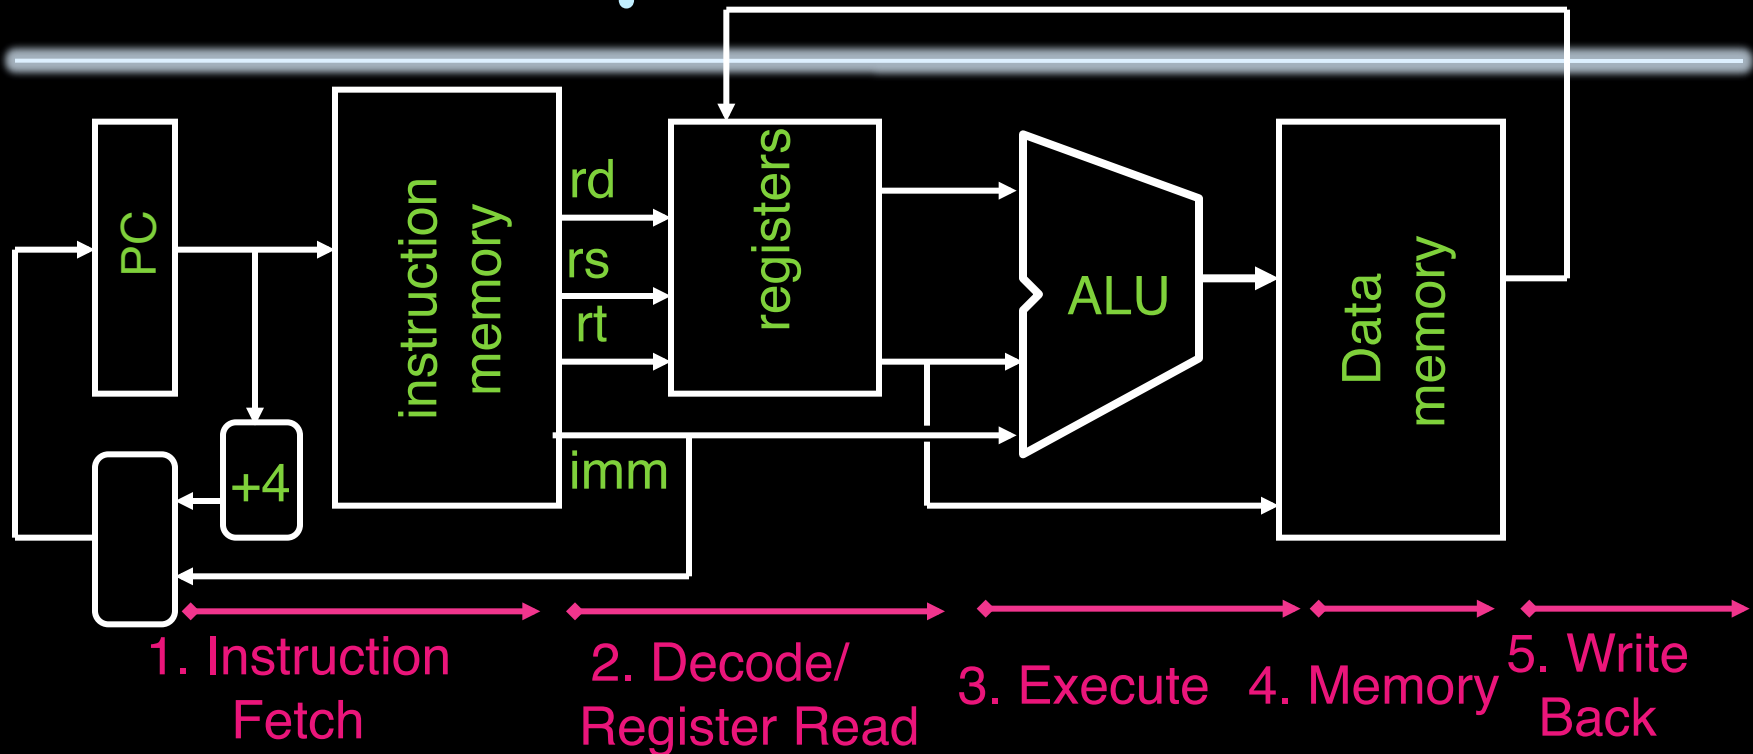 PC
+4
instruction
memory
rd
rs
rt
imm
registers
ALU
Data
memory
1. Instruction
Fetch
2. Decode/
Register Read
3. Execute
4. Memory
5. Write
Back